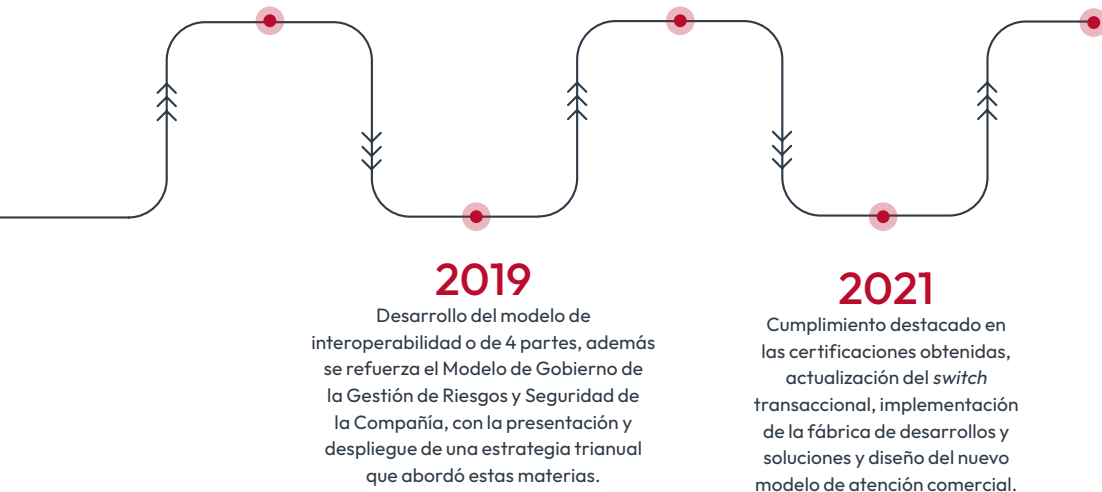 2019
Desarrollo del modelo de
interoperabilidad o de 4 partes, además
se refuerza el Modelo de Gobierno de
la Gestión de Riesgos y Seguridad de
la Compañía, con la presentación y
despliegue de una estrategia trianual
que abordó estas materias.
2021
Cumplimiento destacado en
las certificaciones obtenidas,
actualización del switch
transaccional, implementación
de la fábrica de desarrollos y
soluciones y diseño del nuevo
modelo de atención comercial.